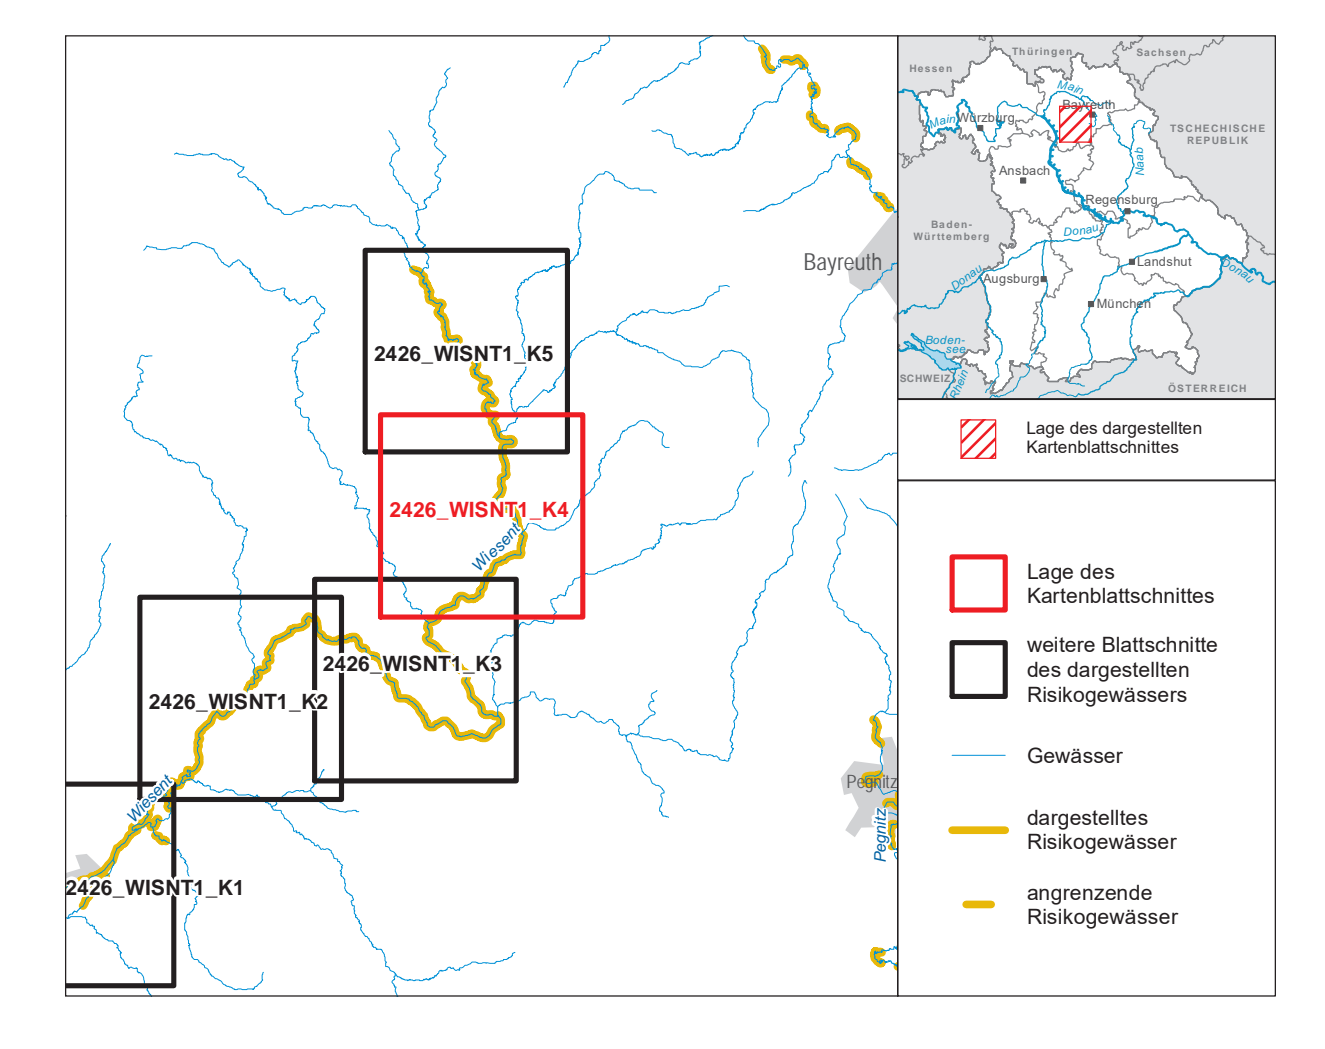 Bayreuth
2426_WISNT1_K5
2426_WISNT1_K4
Wiesent
2426_WISNT1_K3
2426_WISNT1_K2
Wiesent
2426_WISNT1_K1
Pegnitz
Pegnitz
Thüringen
Sachsen
Hessen
Main
Bayreuth
Main
Würzburg
TSCHECHISCHE
REPUBLIK
Naab
Ansbach
Regensburg
Baden-
Württemberg
Donau
Landshut
Donau
Augsburg
Donau
München
Boden-
see
SCHWEIZ
Rhein
ÖSTERREICH
Lage des dargestellten
Kartenblattschnittes
Lage des
Kartenblattschnittes
weitere Blattschnitte
des dargestellten
Risikogewässers
Gewässer
dargestelltes
Risikogewässer
angrenzende
Risikogewässer